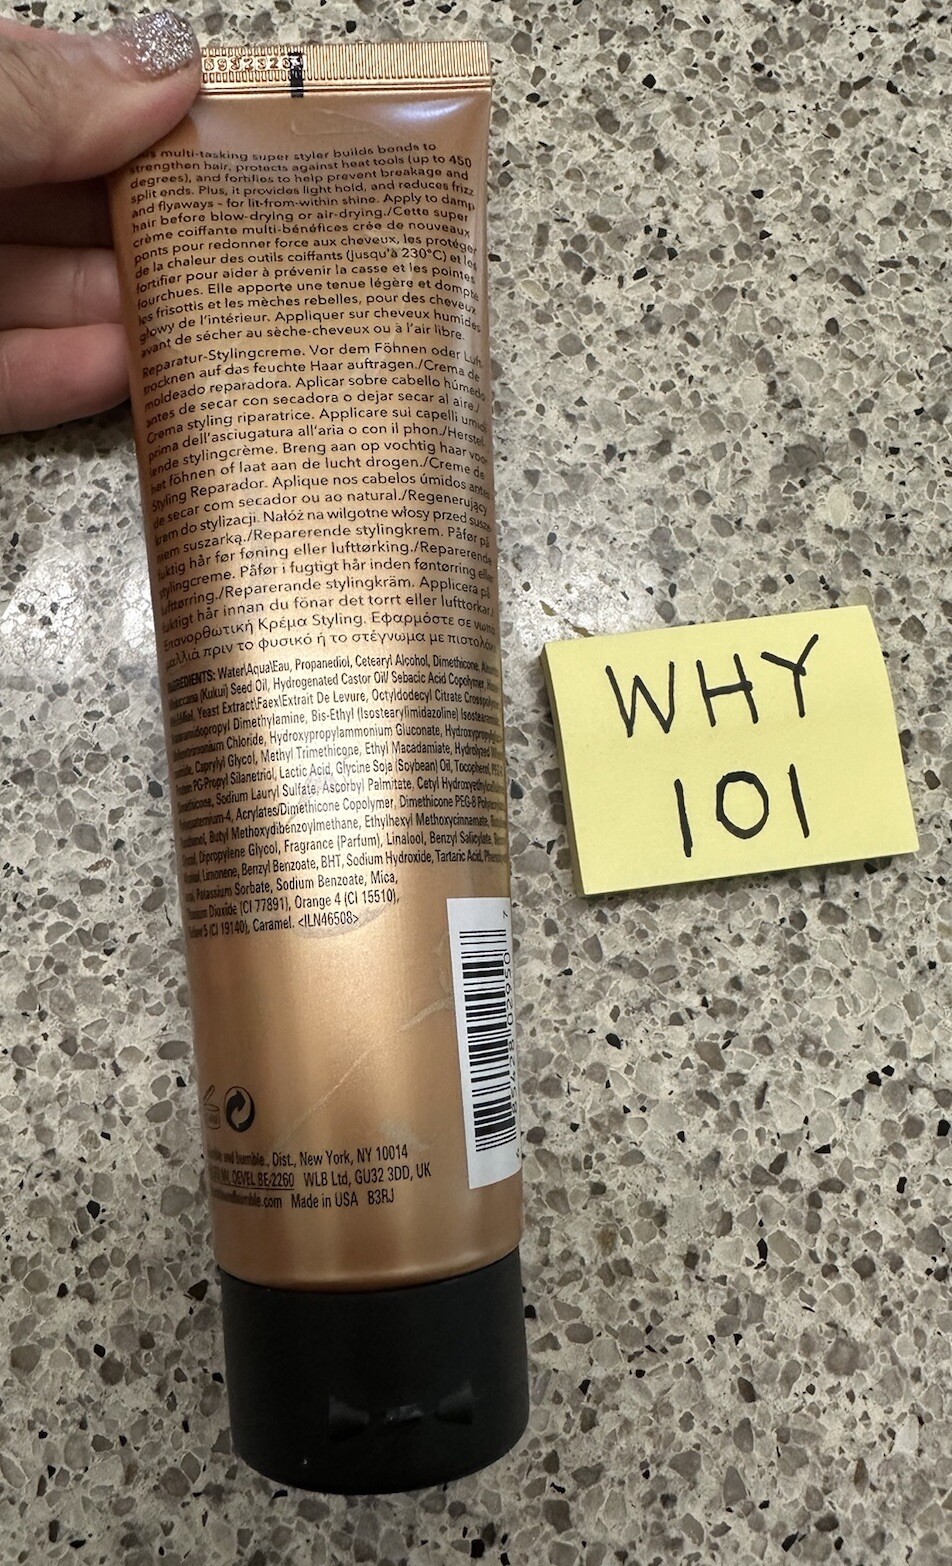 multi-tasking super styler builds bonds to
strengthen hair, protects against heat tools (up to 450
degrees), and fortifies to help prevent breakage and
split ends. Plus, it provides light hold, and reduces frizz
and flyaways - for lit-from-within shine. Apply to damp
hair before blow-drying or air-drying./Cette super
crème coiffante multi-bénéfices crée de nouveaux
ponts pour redonner force aux cheveux, les protéger
de la chaleur des outils coiffants (jusqu'à 230°C) et les
fortifier pour aider à prévenir la casse et les pointes
fourchues. Elle apporte une tenue légère et dompte
les frisottis et les mèches rebelles, pour des cheveux
glowy de l'intérieur. Appliquer sur cheveux humides
avant de sécher au sèche-cheveux ou à l'air libre.
Reparatur-Stylingcreme. Vor dem Föhnen oder Luft-
trocknen auf das feuchte Haar auftragen./Crema de
moldeado reparadora. Aplicar sobre cabello húmedo
antes de secar con secadora o dejar secar al aire./
Crema styling riparatrice. Applicare sui capelli umidi
prima dell'asciugatura all'aria o con il phon./Herstel-
lende stylingcrème. Breng aan op vochtig haar voor
het föhnen of laat aan de lucht drogen./Creme de
Styling Reparador. Aplique nos cabelos úmidos antes
de secar com secador ou ao natural./Regenerujący
krem do stylizacji. Nałóż na wilgotne włosy przed susze-
niem suszarką./Reparerende stylingkrem. Påfør på
fuktig hår før føning eller lufttørking./Reparerende
stylingcreme. Påfør i fugtigt hår inden føntørring eller
lufttørring./Reparerande stylingkräm. Applicera på
fuktigt hår innan du fönar det torrt eller lufttorkar./
Επανορθωτική Κρέμα Styling. Εφαρμόστε σε νωπά
μαλλιά πριν το φυσικό ή το στέγνωμα με πιστολάκι
INGREDIENTS: Water\Aqua\Eau, Propanediol, Cetearyl Alcohol, Dimethicone,
(Kukui) Seed Oil, Hydrogenated Castor Oil/ Sebacic Acid Copolymer,
Yeast Extract\Faex\Extrait De Levure, Octyldodecyl Citrate Crosspolymer
Dimethylamine, Bis-Ethyl (Isostearylimidazoline) Isostearamide,
Chloride, Hydroxypropylammonium Gluconate,
Caprylyl Glycol, Methyl Trimethicone, Ethyl Macadamiate, Hydrolyzed
Protein PG-Propyl Silanetriol, Lactic Acid, Glycine Soja (Soybean) Oil, Tocopherol,
Sodium Lauryl Sulfate, Ascorbyl Palmitate, Cetyl
Acrylates/Dimethicone Copolymer, Dimethicone PEG-8
Panthenol, Butyl Methoxydibenzoylmethane, Ethylhexyl Methoxycinnamate,
Dipropylene Glycol, Fragrance (Parfum), Linalool, Benzyl Salicylate,
Limonene, Benzyl Benzoate, BHT, Sodium Hydroxide, Tartaric Acid,
Potassium Sorbate, Sodium Benzoate, Mica,
Titanium Dioxide (CI 77891), Orange 4 (CI 15510),
Yellow 5 (CI 19140), Caramel. <ILN46508>
and bumble., Dist., New York, NY 10014
OEVEL BE-2260 WLB Ltd, GU32 3DD, UK
Made in USA B3RJ
WHY
101